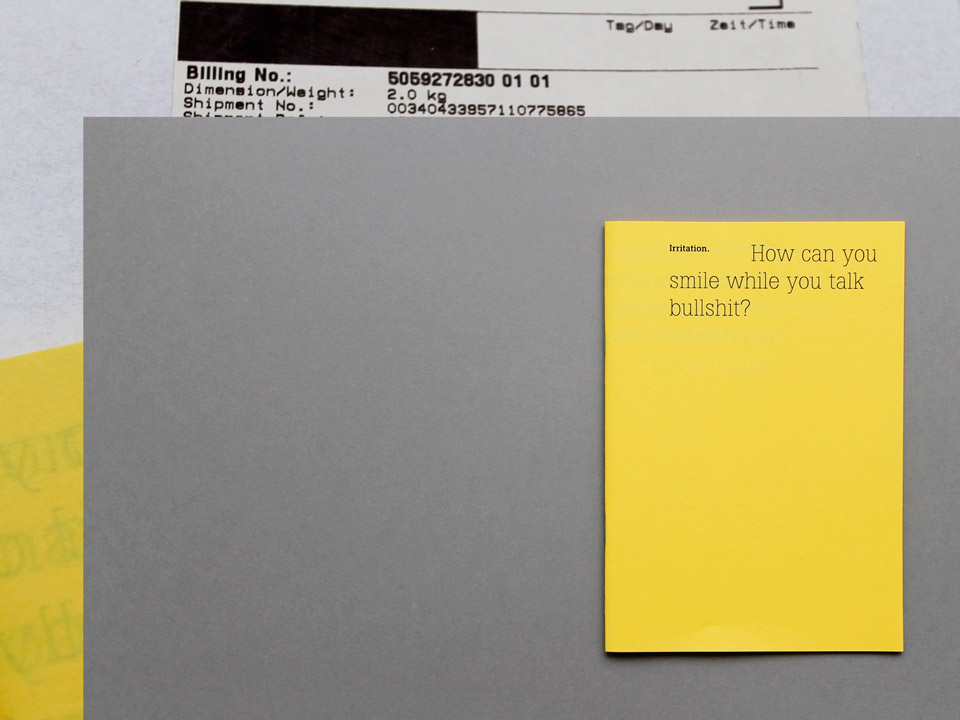 Tag/Day Zeit/Time
Billing No.: 5059272830 01 01
Dimension/Weight: 2.0 kg
Shipment No.: 00340433957110775865
Irritation. How can you
smile while you talk
bullshit?